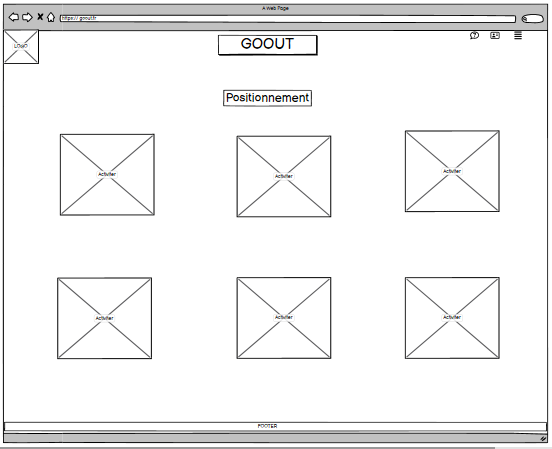 A Web Page
https:// goout.fr
LOGO
GOOUT
Positionnement
Activiter
Activiter
Activiter
Activiter
Activiter
Activiter
FOOTER